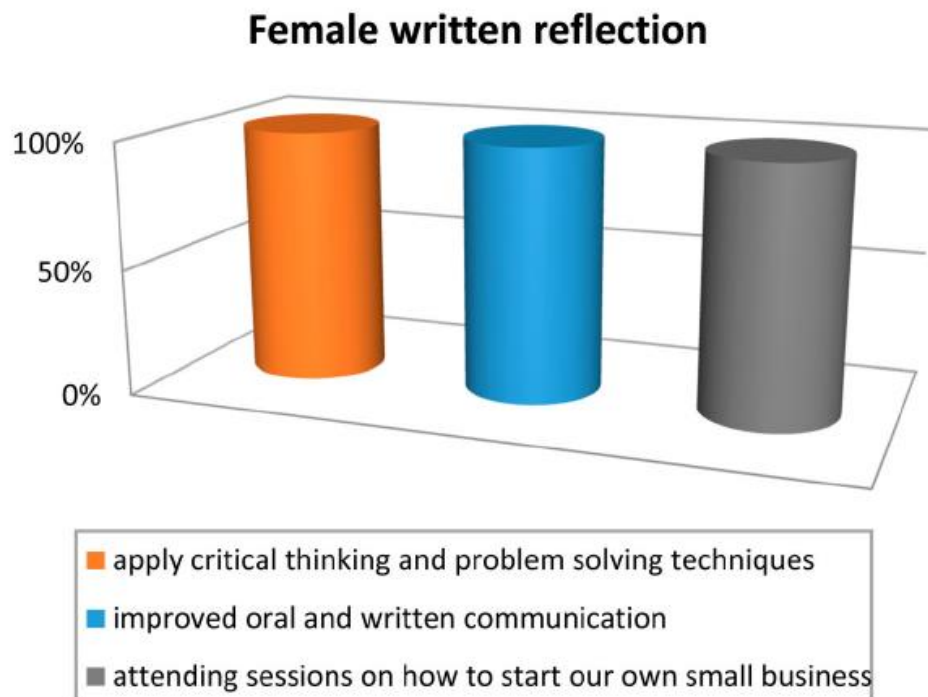 Female written reflection
100%
50%
0%
apply critical thinking and problem solving techniques
improved oral and written communication
attending sessions on how to start our own small business